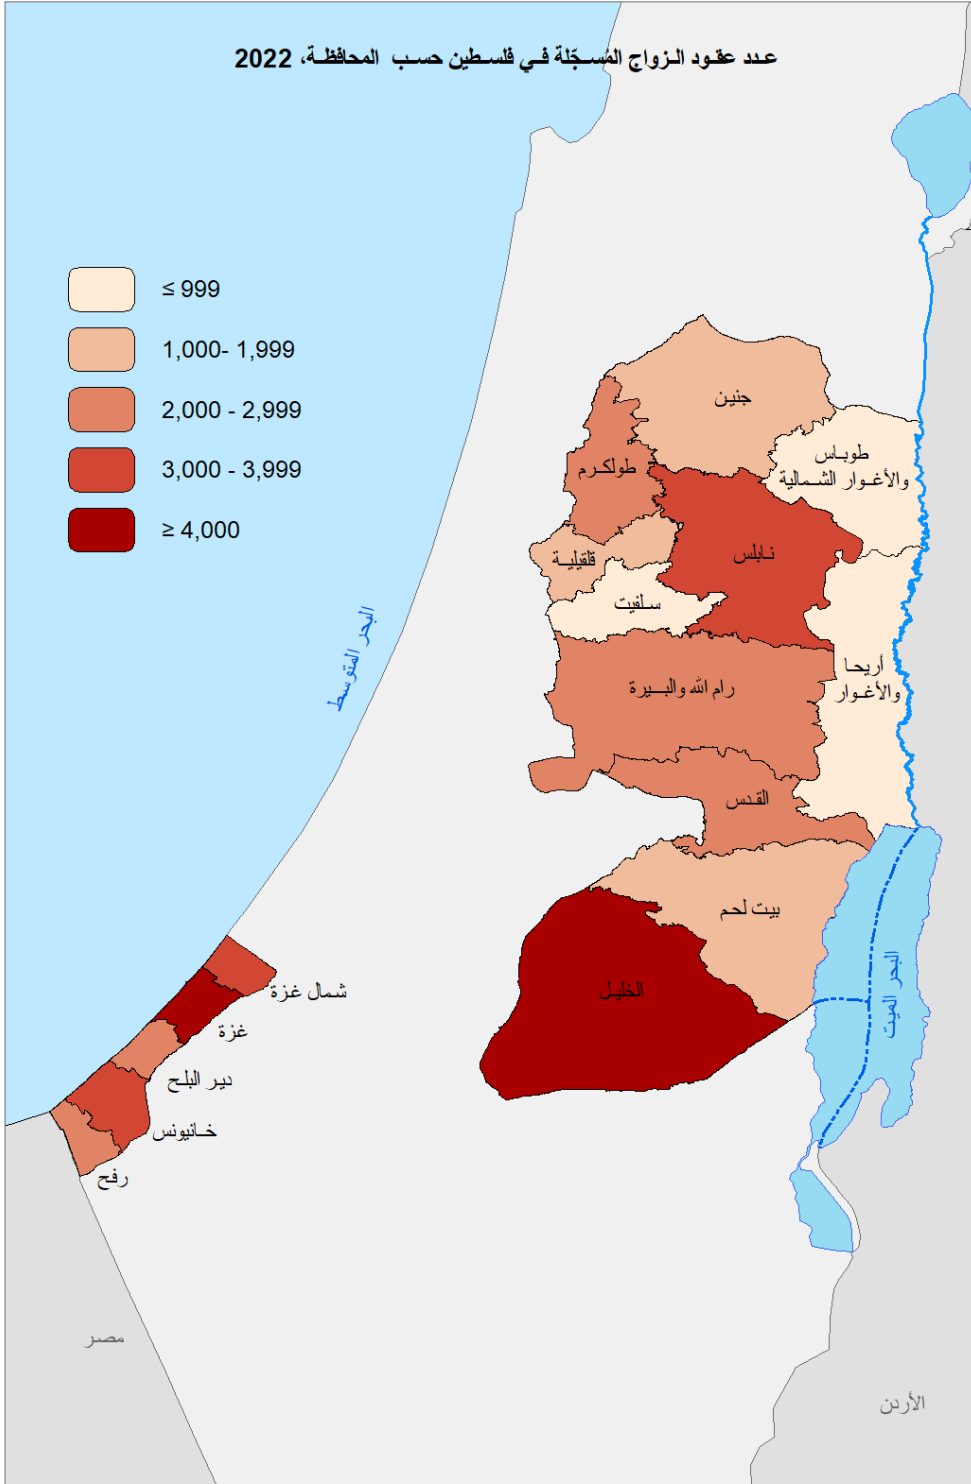 عدد عقود الزواج المُسجّلة في فلسطين حسب المحافظة، 2022
≤ 999
1,000- 1,999
2,000 - 2,999
3,000 - 3,999
≥ 4,000
جنين
طوباس
والأغوار الشمالية
طولكرم
نابلس
قلقيلية
سلفيت
أريحا
والأغوار
رام الله والبيرة
القدس
بيت لحم
الخليل
البحر المتوسط
البحر الميت
شمال غزة
غزة
دير البلح
خانيونس
رفح
مصر
الأردن